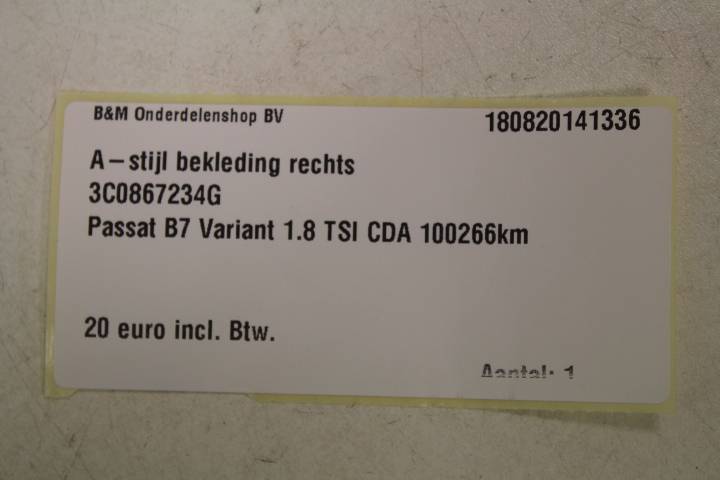 B&M Onderdelenshop BV
180820141336
A-stijl bekleding rechts
3C0867234G
Passat B7 Variant 1.8 TSI CDA 100266km
20 euro incl. Btw.
Aantal: 1